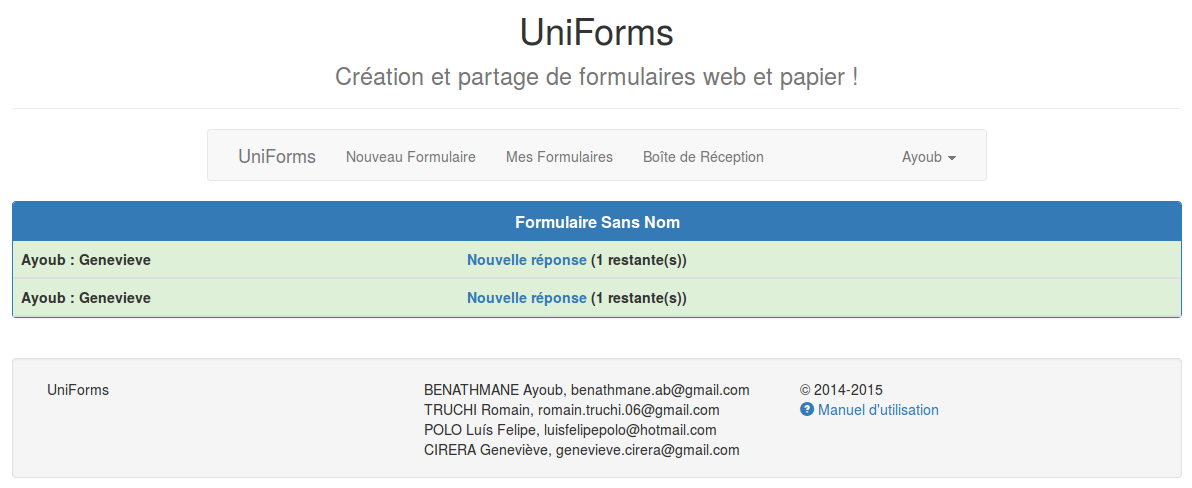 UniForms
Création et partage de formulaires web et papier !
UniForms Nouveau Formulaire Mes Formulaires Boîte de Réception Ayoub
Formulaire Sans Nom
Ayoub : Genevieve Nouvelle réponse (1 restante(s))
Ayoub : Genevieve Nouvelle réponse (1 restante(s))
UniForms
BENATHMANE Ayoub, benathmane.ab@gmail.com
TRUCHI Romain, romain.truchi.06@gmail.com
POLO Luís Felipe, luisfelipepolo@hotmail.com
CIRERA Geneviève, genevieve.cirera@gmail.com
© 2014-2015
? Manuel d'utilisation